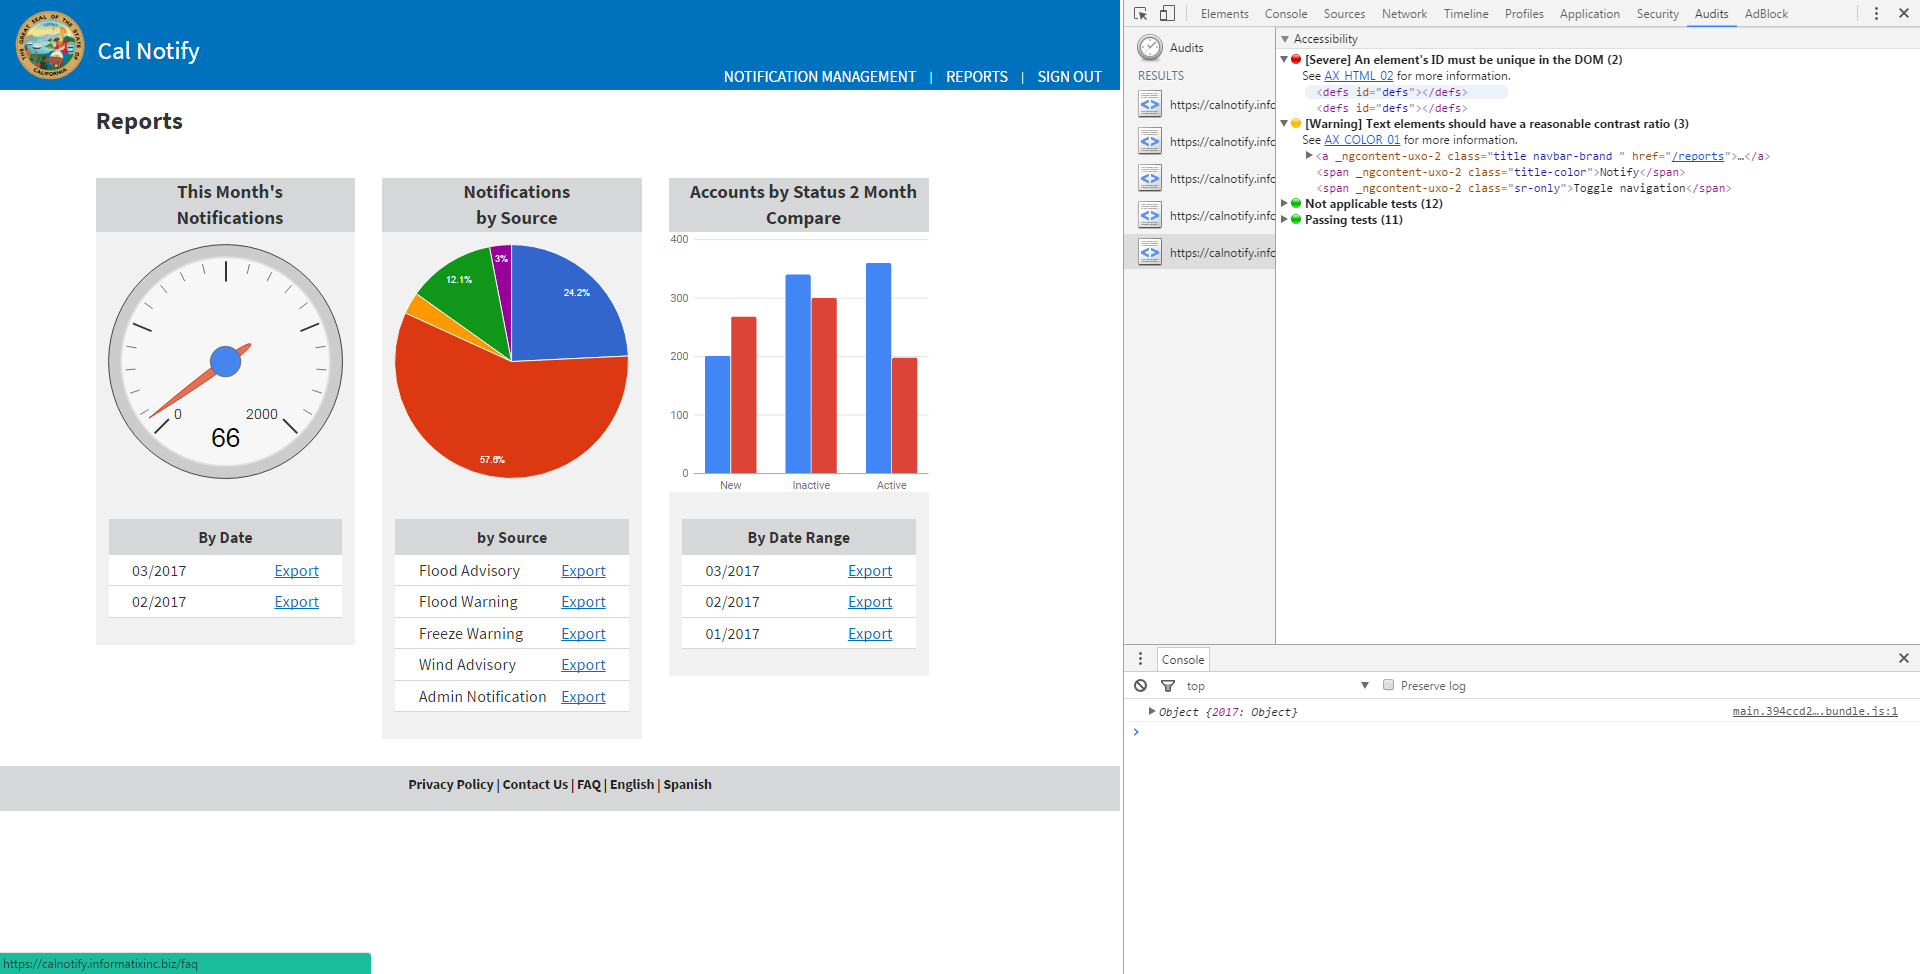 Cal Notify
NOTIFICATION MANAGEMENT | REPORTS | SIGN OUT
Reports
This Month's
Notifications
0
2000
66
By Date
03/2017 Export
02/2017 Export
Notifications
by Source
3%
12.1%
24.2%
57.6%
by Source
Flood Advisory Export
Flood Warning Export
Freeze Warning Export
Wind Advisory Export
Admin Notification Export
Accounts by Status 2 Month
Compare
400
300
200
100
0
New Inactive Active
By Date Range
03/2017 Export
02/2017 Export
01/2017 Export
Privacy Policy | Contact Us | FAQ | English | Spanish
https://calnotify.informatixinc.biz/faq
Elements Console Sources Network Timeline Profiles Application Security Audits AdBlock
Audits
RESULTS
https://calnotify.info
https://calnotify.info
https://calnotify.info
https://calnotify.info
https://calnotify.info
Accessibility
[Severe] An element's ID must be unique in the DOM (2)
See AX_HTML_02 for more information.
<defs id="defs"></defs>
<defs id="defs"></defs>
[Warning] Text elements should have a reasonable contrast ratio (3)
See AX_COLOR_01 for more information.
<a _ngcontent-uxo-2 class="title navbar-brand " href="/reports">…</a>
<span _ngcontent-uxo-2 class="title-color">Notify</span>
<span _ngcontent-uxo-2 class="sr-only">Toggle navigation</span>
Not applicable tests (12)
Passing tests (11)
Console
top
Preserve log
Object {2017: Object}
main.394ccd2….bundle.js:1